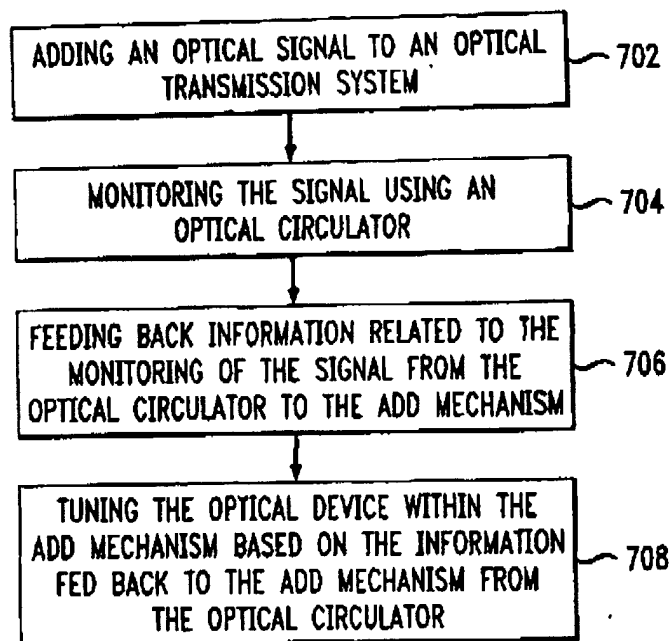 ADDING AN OPTICAL SIGNAL TO AN OPTICAL
TRANSMISSION SYSTEM
702
MONITORING THE SIGNAL USING AN
OPTICAL CIRCULATOR
704
FEEDING BACK INFORMATION RELATED TO THE
MONITORING OF THE SIGNAL FROM THE
OPTICAL CIRCULATOR TO THE ADD MECHANISM
706
TUNING THE OPTICAL DEVICE WITHIN THE
ADD MECHANISM BASED ON THE INFORMATION
FED BACK TO THE ADD MECHANISM FROM
THE OPTICAL CIRCULATOR
708